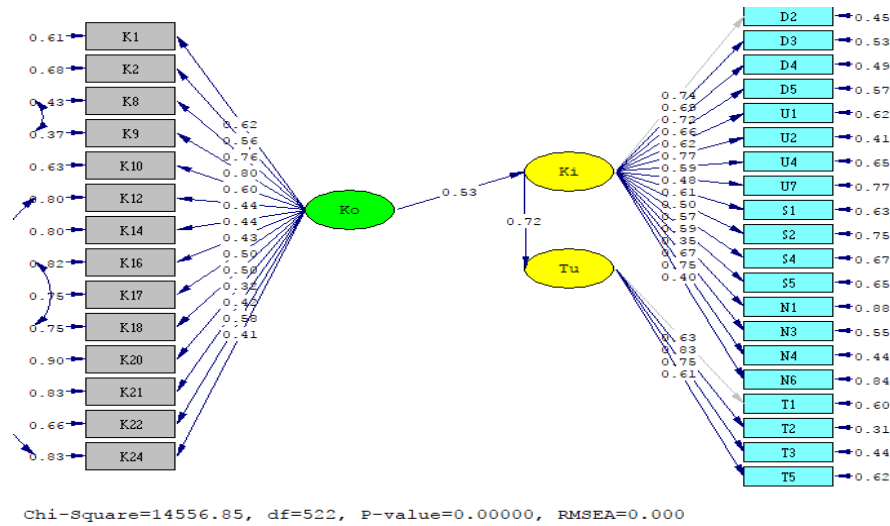 0.61 K1
0.68 K2
0.43 K8
0.37 K9
0.63 K10
0.80 K12
0.80 K14
0.82 K16
0.75 K17
0.75 K18
0.90 K20
0.83 K21
0.66 K22
0.83 K24
0.62
0.56
0.76
0.80
0.60
0.44
0.44
0.43
0.50
0.50
0.32
0.42
0.58
0.41
Ko
0.53
Ki
0.72
Tu
0.74
0.69
0.72
0.66
0.62
0.77
0.59
0.48
0.61
0.50
0.57
0.59
0.35
0.67
0.75
0.40
0.63
0.83
0.75
0.61
D2 0.45
D3 0.53
D4 0.49
D5 0.57
U1 0.62
U2 0.41
U4 0.65
U7 0.77
S1 0.63
S2 0.75
S4 0.67
S5 0.65
N1 0.88
N3 0.55
N4 0.44
N6 0.84
T1 0.60
T2 0.31
T3 0.44
T5 0.62
Chi-Square=14556.85, df=522, P-value=0.00000, RMSEA=0.000